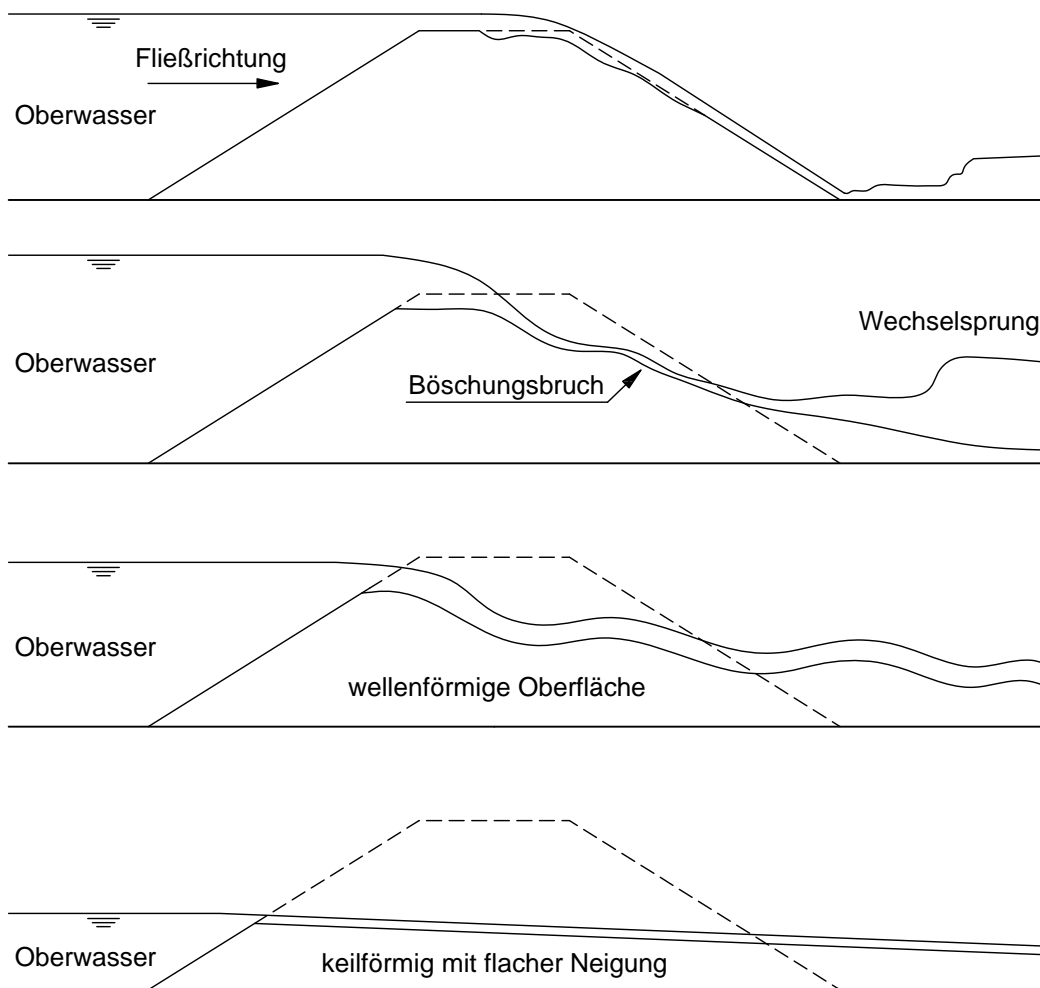 Fließrichtung
Oberwasser
Wechselsprung
Oberwasser
Böschungsbruch
Oberwasser
wellenförmige Oberfläche
Oberwasser
keilförmig mit flacher Neigung